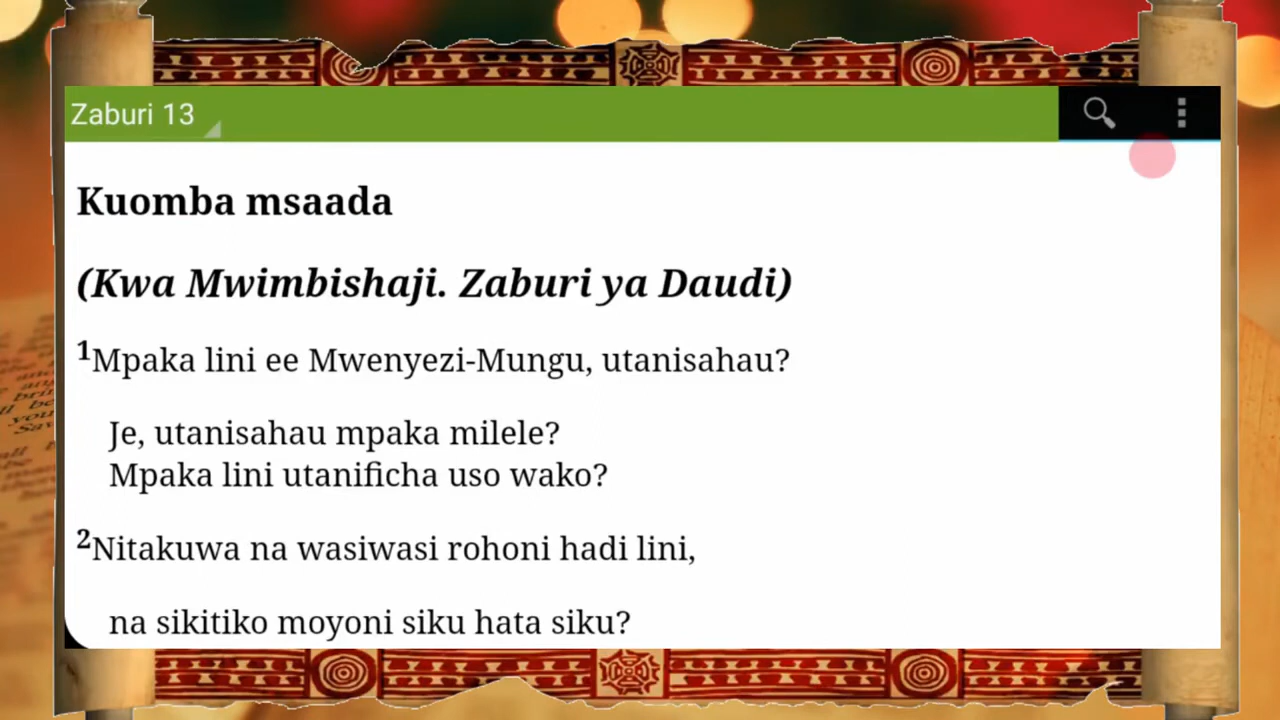 Zaburi 13
Kuomba msaada
(Kwa Mwimbishaji. Zaburi ya Daudi)
1Mpaka lini ee Mwenyezi-Mungu, utanisahau?
Je, utanisahau mpaka milele?
Mpaka lini utanificha uso wako?
2Nitakuwa na wasiwasi rohoni hadi lini,
na sikitiko moyoni siku hata siku?